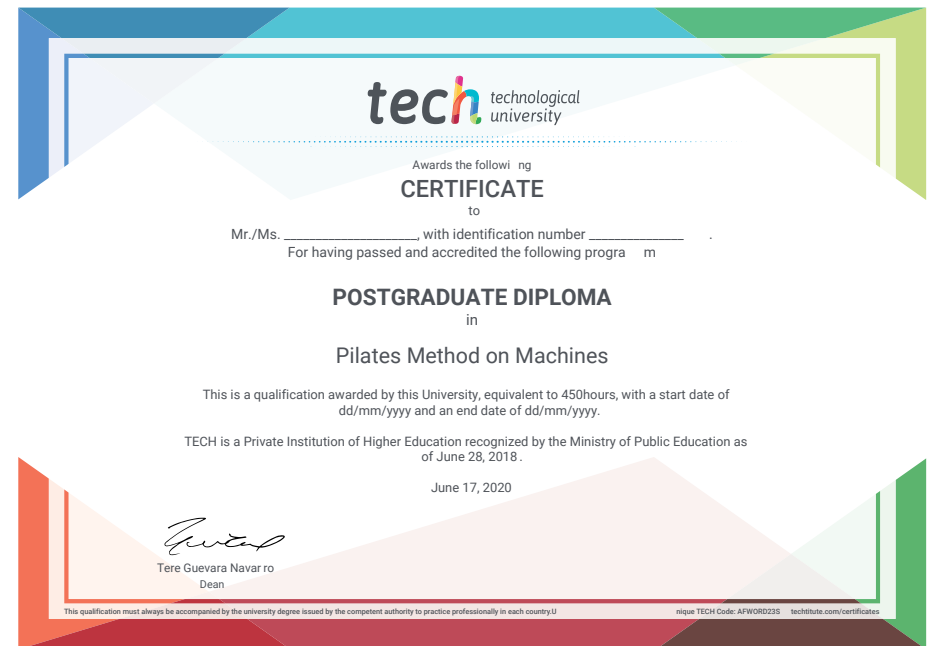 tech technological
university
Awards the followi ng
CERTIFICATE
to
Mr./Ms. ____________________, with identification number ______________ .
For having passed and accredited the following progra m
POSTGRADUATE DIPLOMA
in
Pilates Method on Machines
This is a qualification awarded by this University, equivalent to 450hours, with a start date of
dd/mm/yyyy and an end date of dd/mm/yyyy.
TECH is a Private Institution of Higher Education recognized by the Ministry of Public Education as
of June 28, 2018 .
June 17, 2020
Tere Guevara Navar ro
Dean
This qualification must always be accompanied by the university degree issued by the competent authority to practice professionally in each country.U nique TECH Code: AFWORD23S techtitute.com/certificates